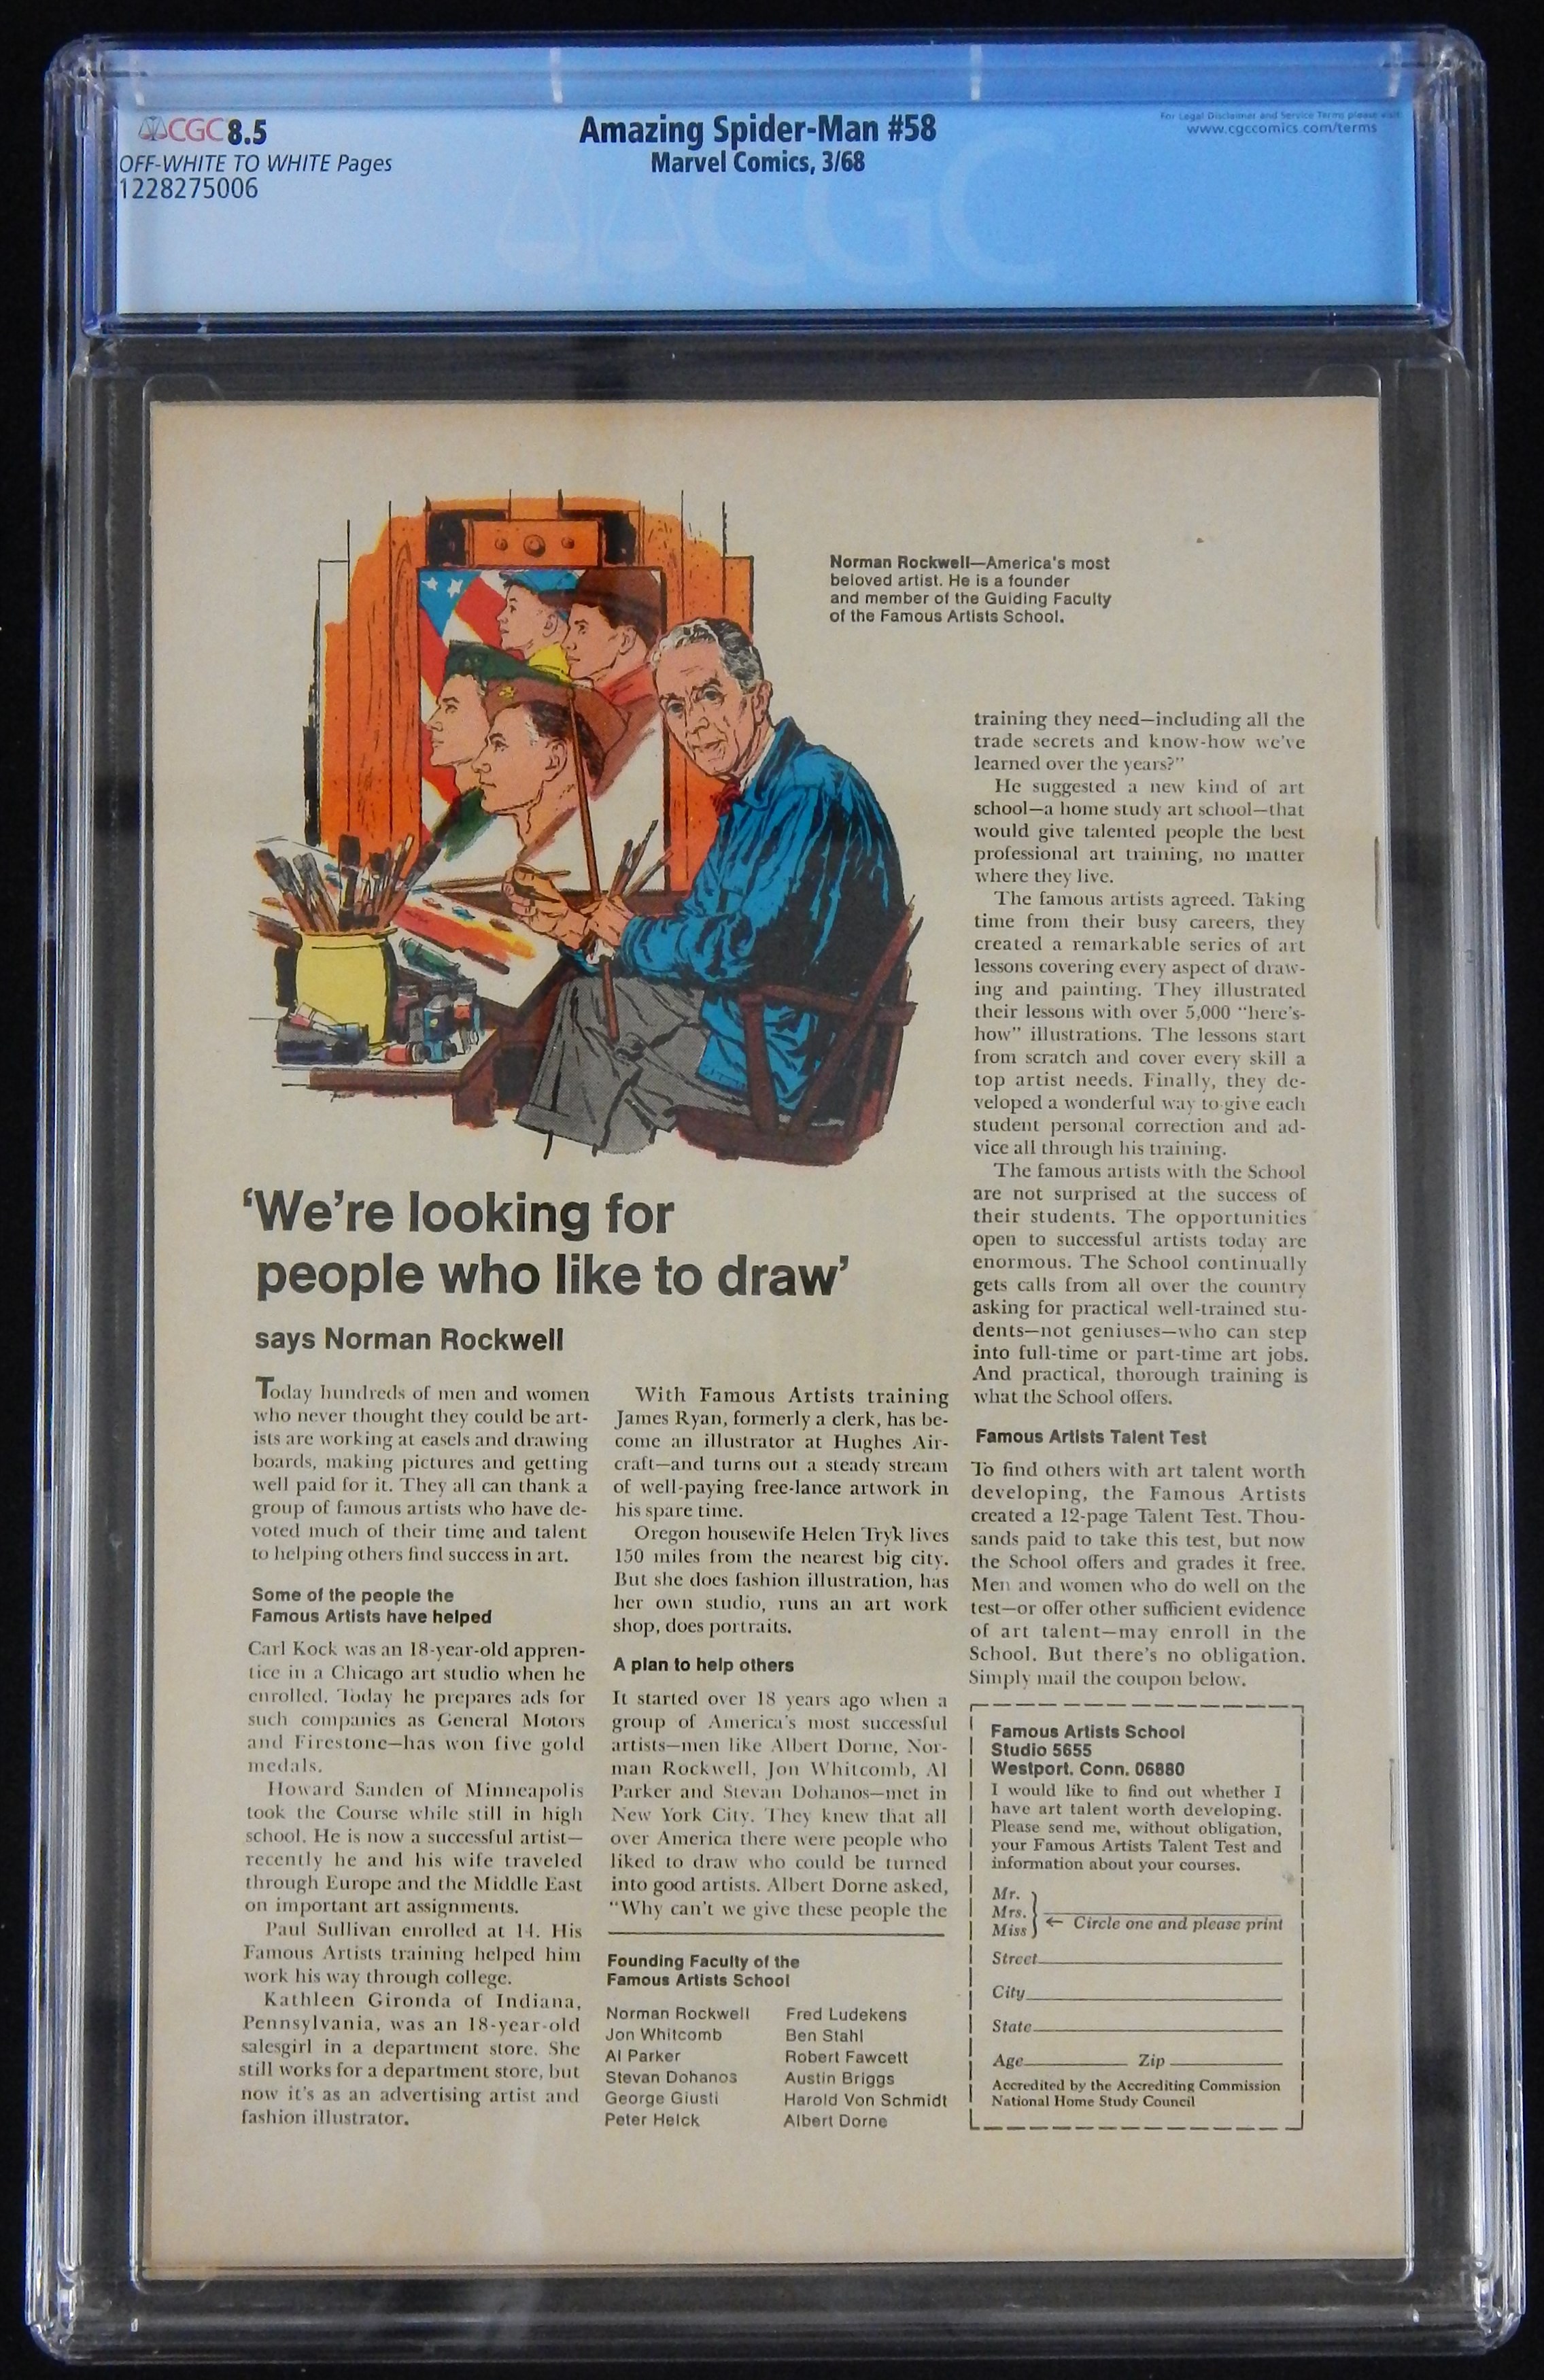 CGC 8.5
OFF-WHITE TO WHITE Pages
1228275006
Amazing Spider-Man #58
Marvel Comics, 3/68
For Legal Disclaimer and Service Terms please visit
www.cgccomics.com/terms
CGC
Norman Rockwell—America's most
beloved artist. He is a founder
and member of the Guiding Faculty
of the Famous Artists School.
'We're looking for
people who like to draw'
says Norman Rockwell
Today hundreds of men and women
who never thought they could be art-
ists are working at easels and drawing
boards, making pictures and getting
well paid for it. They all can thank a
group of famous artists who have de-
voted much of their time and talent
to helping others find success in art.
Some of the people the
Famous Artists have helped
Carl Kock was an 18-year-old appren-
tice in a Chicago art studio when he
enrolled. Today he prepares ads for
such companies as General Motors
and Firestone—has won five gold
medals.
Howard Sanden of Minneapolis
took the Course while still in high
school. He is now a successful artist—
recently he and his wife traveled
through Europe and the Middle East
on important art assignments.
Paul Sullivan enrolled at 14. His
Famous Artists training helped him
work his way through college.
Kathleen Gironda of Indiana,
Pennsylvania, was an 18-year-old
salesgirl in a department store. She
still works for a department store, but
now it's as an advertising artist and
fashion illustrator.
With Famous Artists training
James Ryan, formerly a clerk, has be-
come an illustrator at Hughes Air-
craft—and turns out a steady stream
of well-paying free-lance artwork in
his spare time.
Oregon housewife Helen Tryk lives
150 miles from the nearest big city.
But she does fashion illustration, has
her own studio, runs an art work
shop, does portraits.
A plan to help others
It started over 18 years ago when a
group of America's most successful
artists—men like Albert Dorne, Nor-
man Rockwell, Jon Whitcomb, Al
Parker and Stevan Dohanos—met in
New York City. They knew that all
over America there were people who
liked to draw who could be turned
into good artists. Albert Dorne asked,
"Why can't we give these people the
Founding Faculty of the
Famous Artists School
Norman Rockwell
Jon Whitcomb
Al Parker
Stevan Dohanos
George Giusti
Peter Helck
Fred Ludekens
Ben Stahl
Robert Fawcett
Austin Briggs
Harold Von Schmidt
Albert Dorne
training they need—including all the
trade secrets and know-how we've
learned over the years?"
He suggested a new kind of art
school—a home study art school—that
would give talented people the best
professional art training, no matter
where they live.
The famous artists agreed. Taking
time from their busy careers, they
created a remarkable series of art
lessons covering every aspect of draw-
ing and painting. They illustrated
their lessons with over 5,000 "here's-
how" illustrations. The lessons start
from scratch and cover every skill a
top artist needs. Finally, they de-
veloped a wonderful way to give each
student personal correction and ad-
vice all through his training.
The famous artists with the School
are not surprised at the success of
their students. The opportunities
open to successful artists today are
enormous. The School continually
gets calls from all over the country
asking for practical well-trained stu-
dents—not geniuses—who can step
into full-time or part-time art jobs.
And practical, thorough training is
what the School offers.
Famous Artists Talent Test
To find others with art talent worth
developing, the Famous Artists
created a 12-page Talent Test. Thou-
sands paid to take this test, but now
the School offers and grades it free.
Men and women who do well on the
test—or offer other sufficient evidence
of art talent—may enroll in the
School. But there's no obligation.
Simply mail the coupon below.
Famous Artists School
Studio 5655
Westport, Conn. 06880
I would like to find out whether I
have art talent worth developing.
Please send me, without obligation,
your Famous Artists Talent Test and
information about your courses.
Mr.
Mrs.
Miss
← Circle one and please print
Street
City
State
Age Zip
Accredited by the Accrediting Commission
National Home Study Council